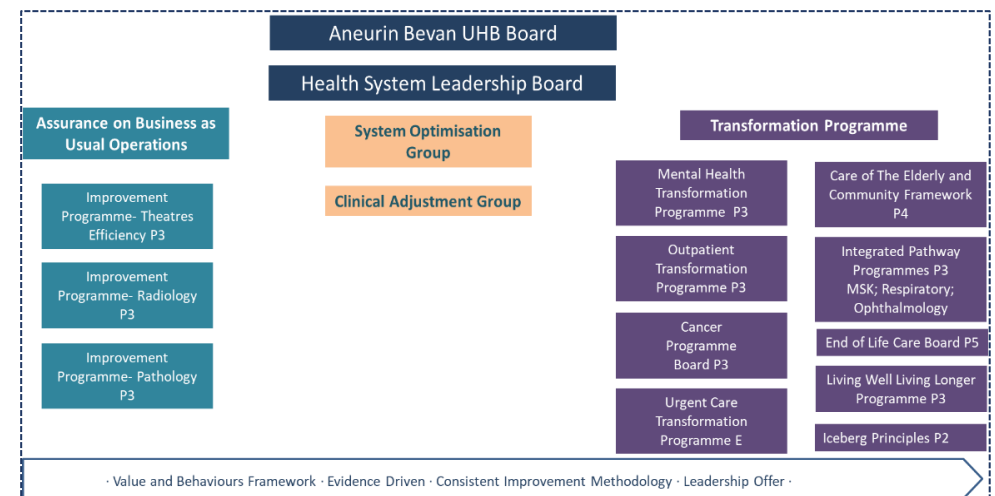 Aneurin Bevan UHB Board
Health System Leadership Board
Assurance on Business as
Usual Operations
Improvement
Programme- Theatres
Efficiency P3
Improvement
Programme- Radiology
P3
Improvement
Programme- Pathology
P3
System Optimisation
Group
Clinical Adjustment Group
Transformation Programme
Mental Health
Transformation
Programme P3
Outpatient
Transformation
Programme P3
Cancer
Programme
Board P3
Urgent Care
Transformation
Programme E
Care of The Elderly and
Community Framework
P4
Integrated Pathway
Programmes P3
MSK; Respiratory;
Ophthalmology
End of Life Care Board P5
Living Well Living Longer
Programme P3
Iceberg Principles P2
· Value and Behaviours Framework · Evidence Driven · Consistent Improvement Methodology · Leadership Offer ·